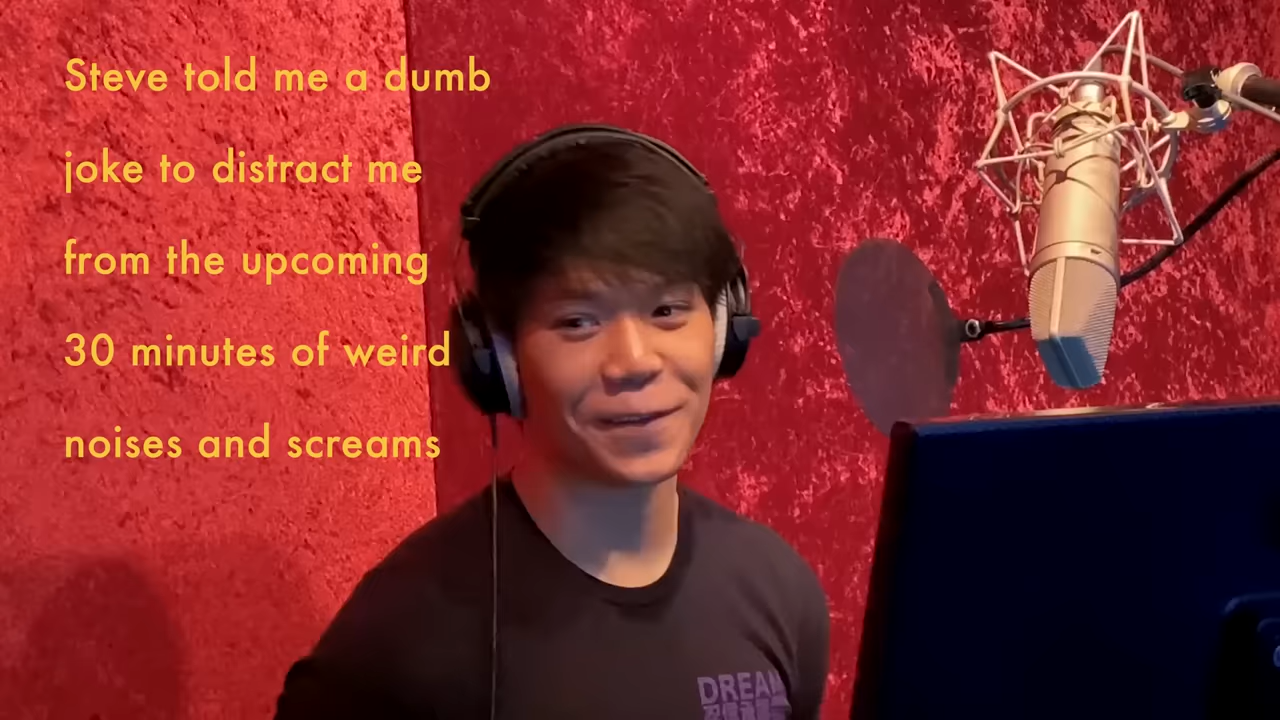 Steve told me a dumb
joke to distract me
from the upcoming
30 minutes of weird
noises and screams
DREAM